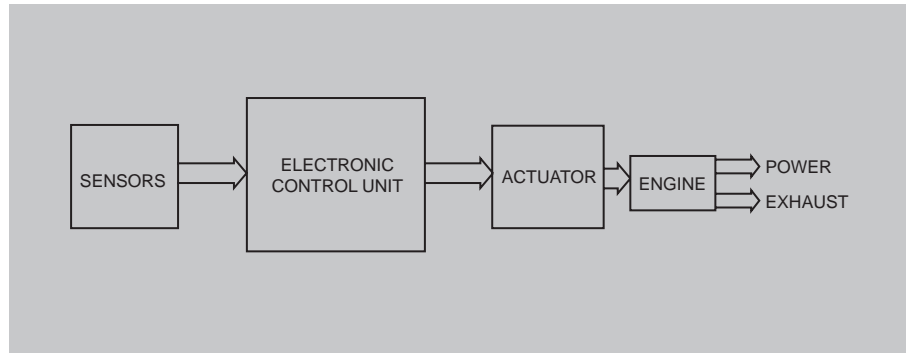 SENSORS
ELECTRONIC
CONTROL UNIT
ACTUATOR
ENGINE
POWER
EXHAUST